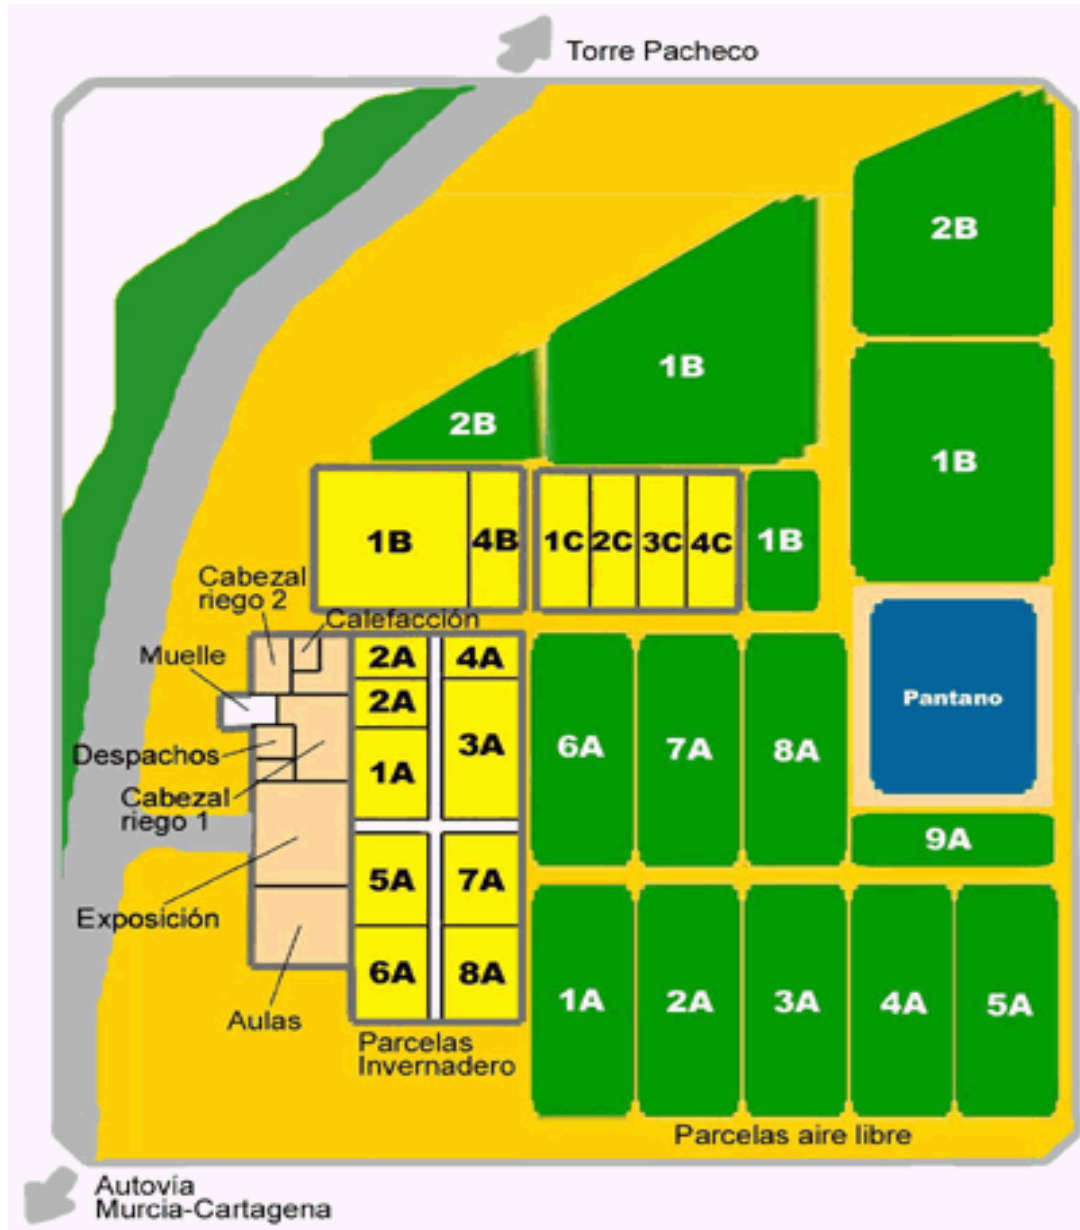 Torre Pacheco
2B
1B
2B
1B
1B
4B
1C
2C
3C
4C
1B
Cabezal
riego 2
Calefacción
Muelle
2A
4A
2A
Pantano
3A
6A
7A
8A
Despachos
1A
Cabezal
riego 1
9A
5A
7A
Exposición
6A
8A
1A
2A
3A
4A
5A
Aulas
Parcelas
Invernadero
Parcelas aire libre
Autovía
Murcia-Cartagena